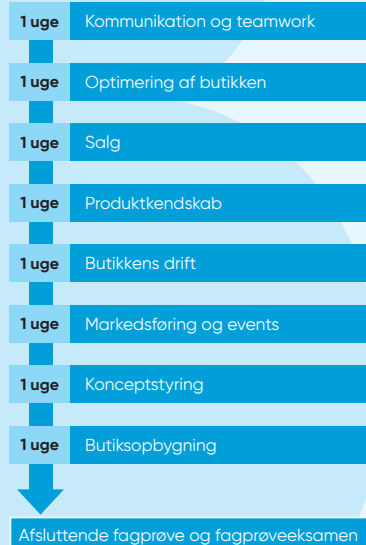 1 uge Kommunikation og teamwork
1 uge Optimering af butikken
1 uge Salg
1 uge Produktkendskab
1 uge Butikkens drift
1 uge Markedsføring og events
1 uge Konceptstyring
1 uge Butiksopbygning
Afsluttende fagprøve og fagprøveeksamen